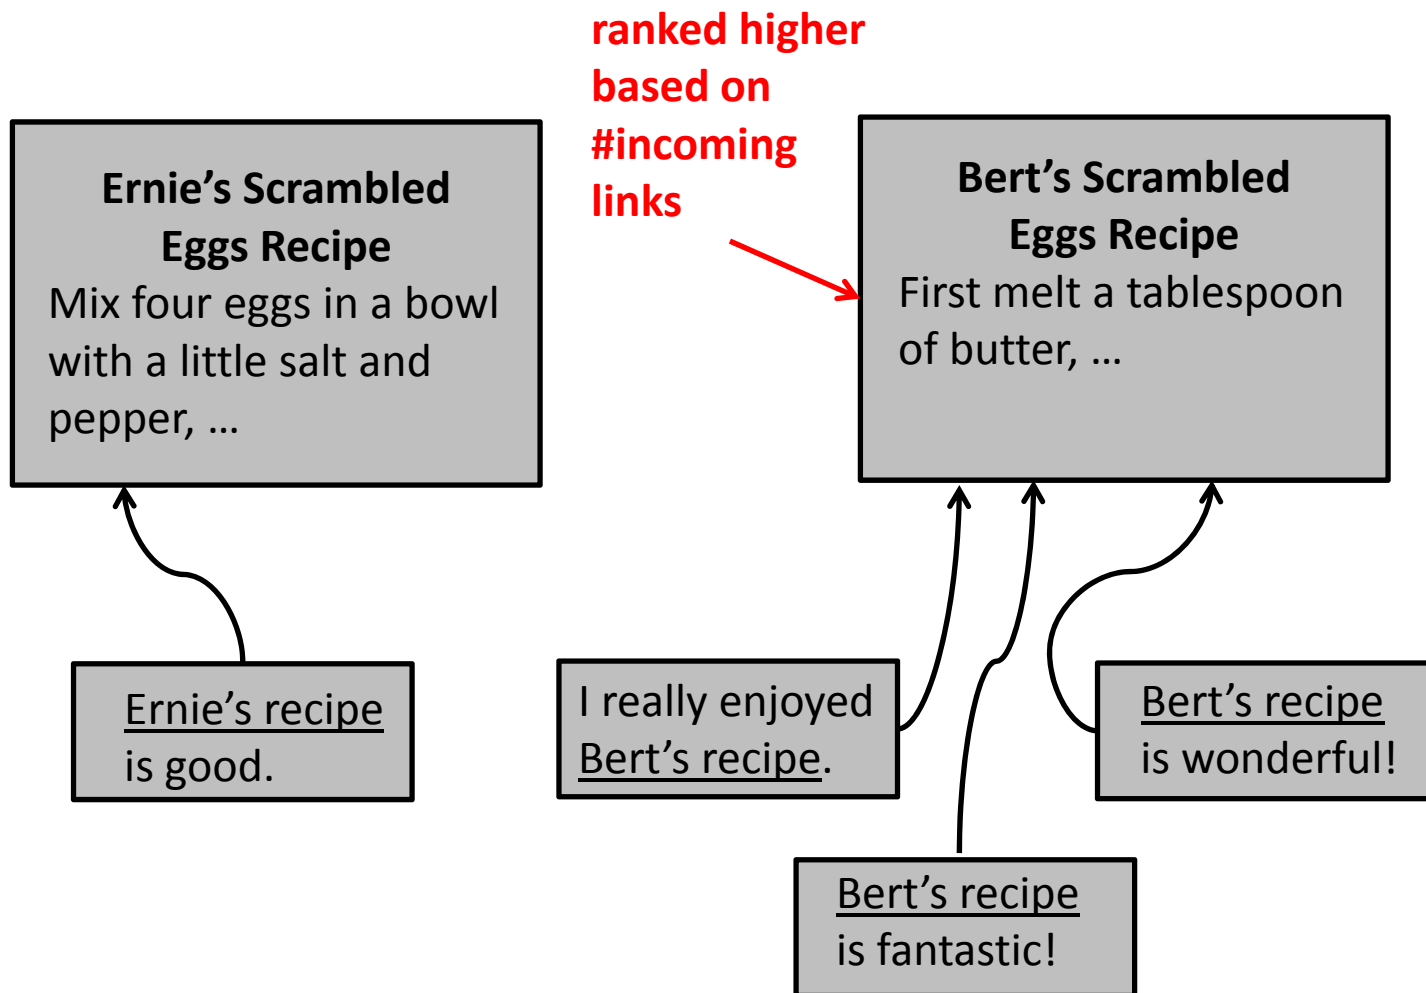 ranked higher
based on
#incoming
links
Ernie’s Scrambled
Eggs Recipe
Mix four eggs in a bowl
with a little salt and
pepper, …
Bert’s Scrambled
Eggs Recipe
First melt a tablespoon
of butter, …
Ernie’s recipe
is good.
I really enjoyed
Bert’s recipe.
Bert’s recipe
is wonderful!
Bert’s recipe
is fantastic!